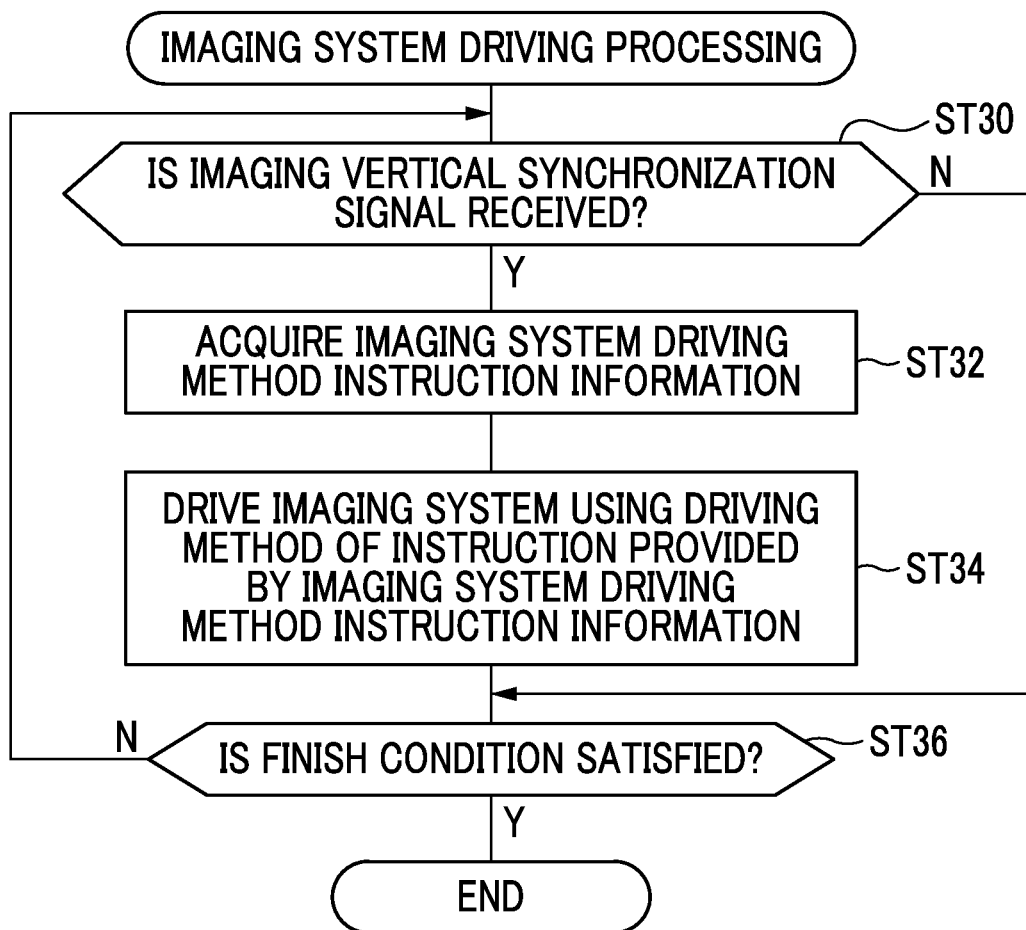 IMAGING SYSTEM DRIVING PROCESSING
ST30
IS IMAGING VERTICAL SYNCHRONIZATION
SIGNAL RECEIVED?
N
Y
ACQUIRE IMAGING SYSTEM DRIVING
METHOD INSTRUCTION INFORMATION
ST32
DRIVE IMAGING SYSTEM USING DRIVING
METHOD OF INSTRUCTION PROVIDED
BY IMAGING SYSTEM DRIVING
METHOD INSTRUCTION INFORMATION
ST34
N
IS FINISH CONDITION SATISFIED?
ST36
Y
END